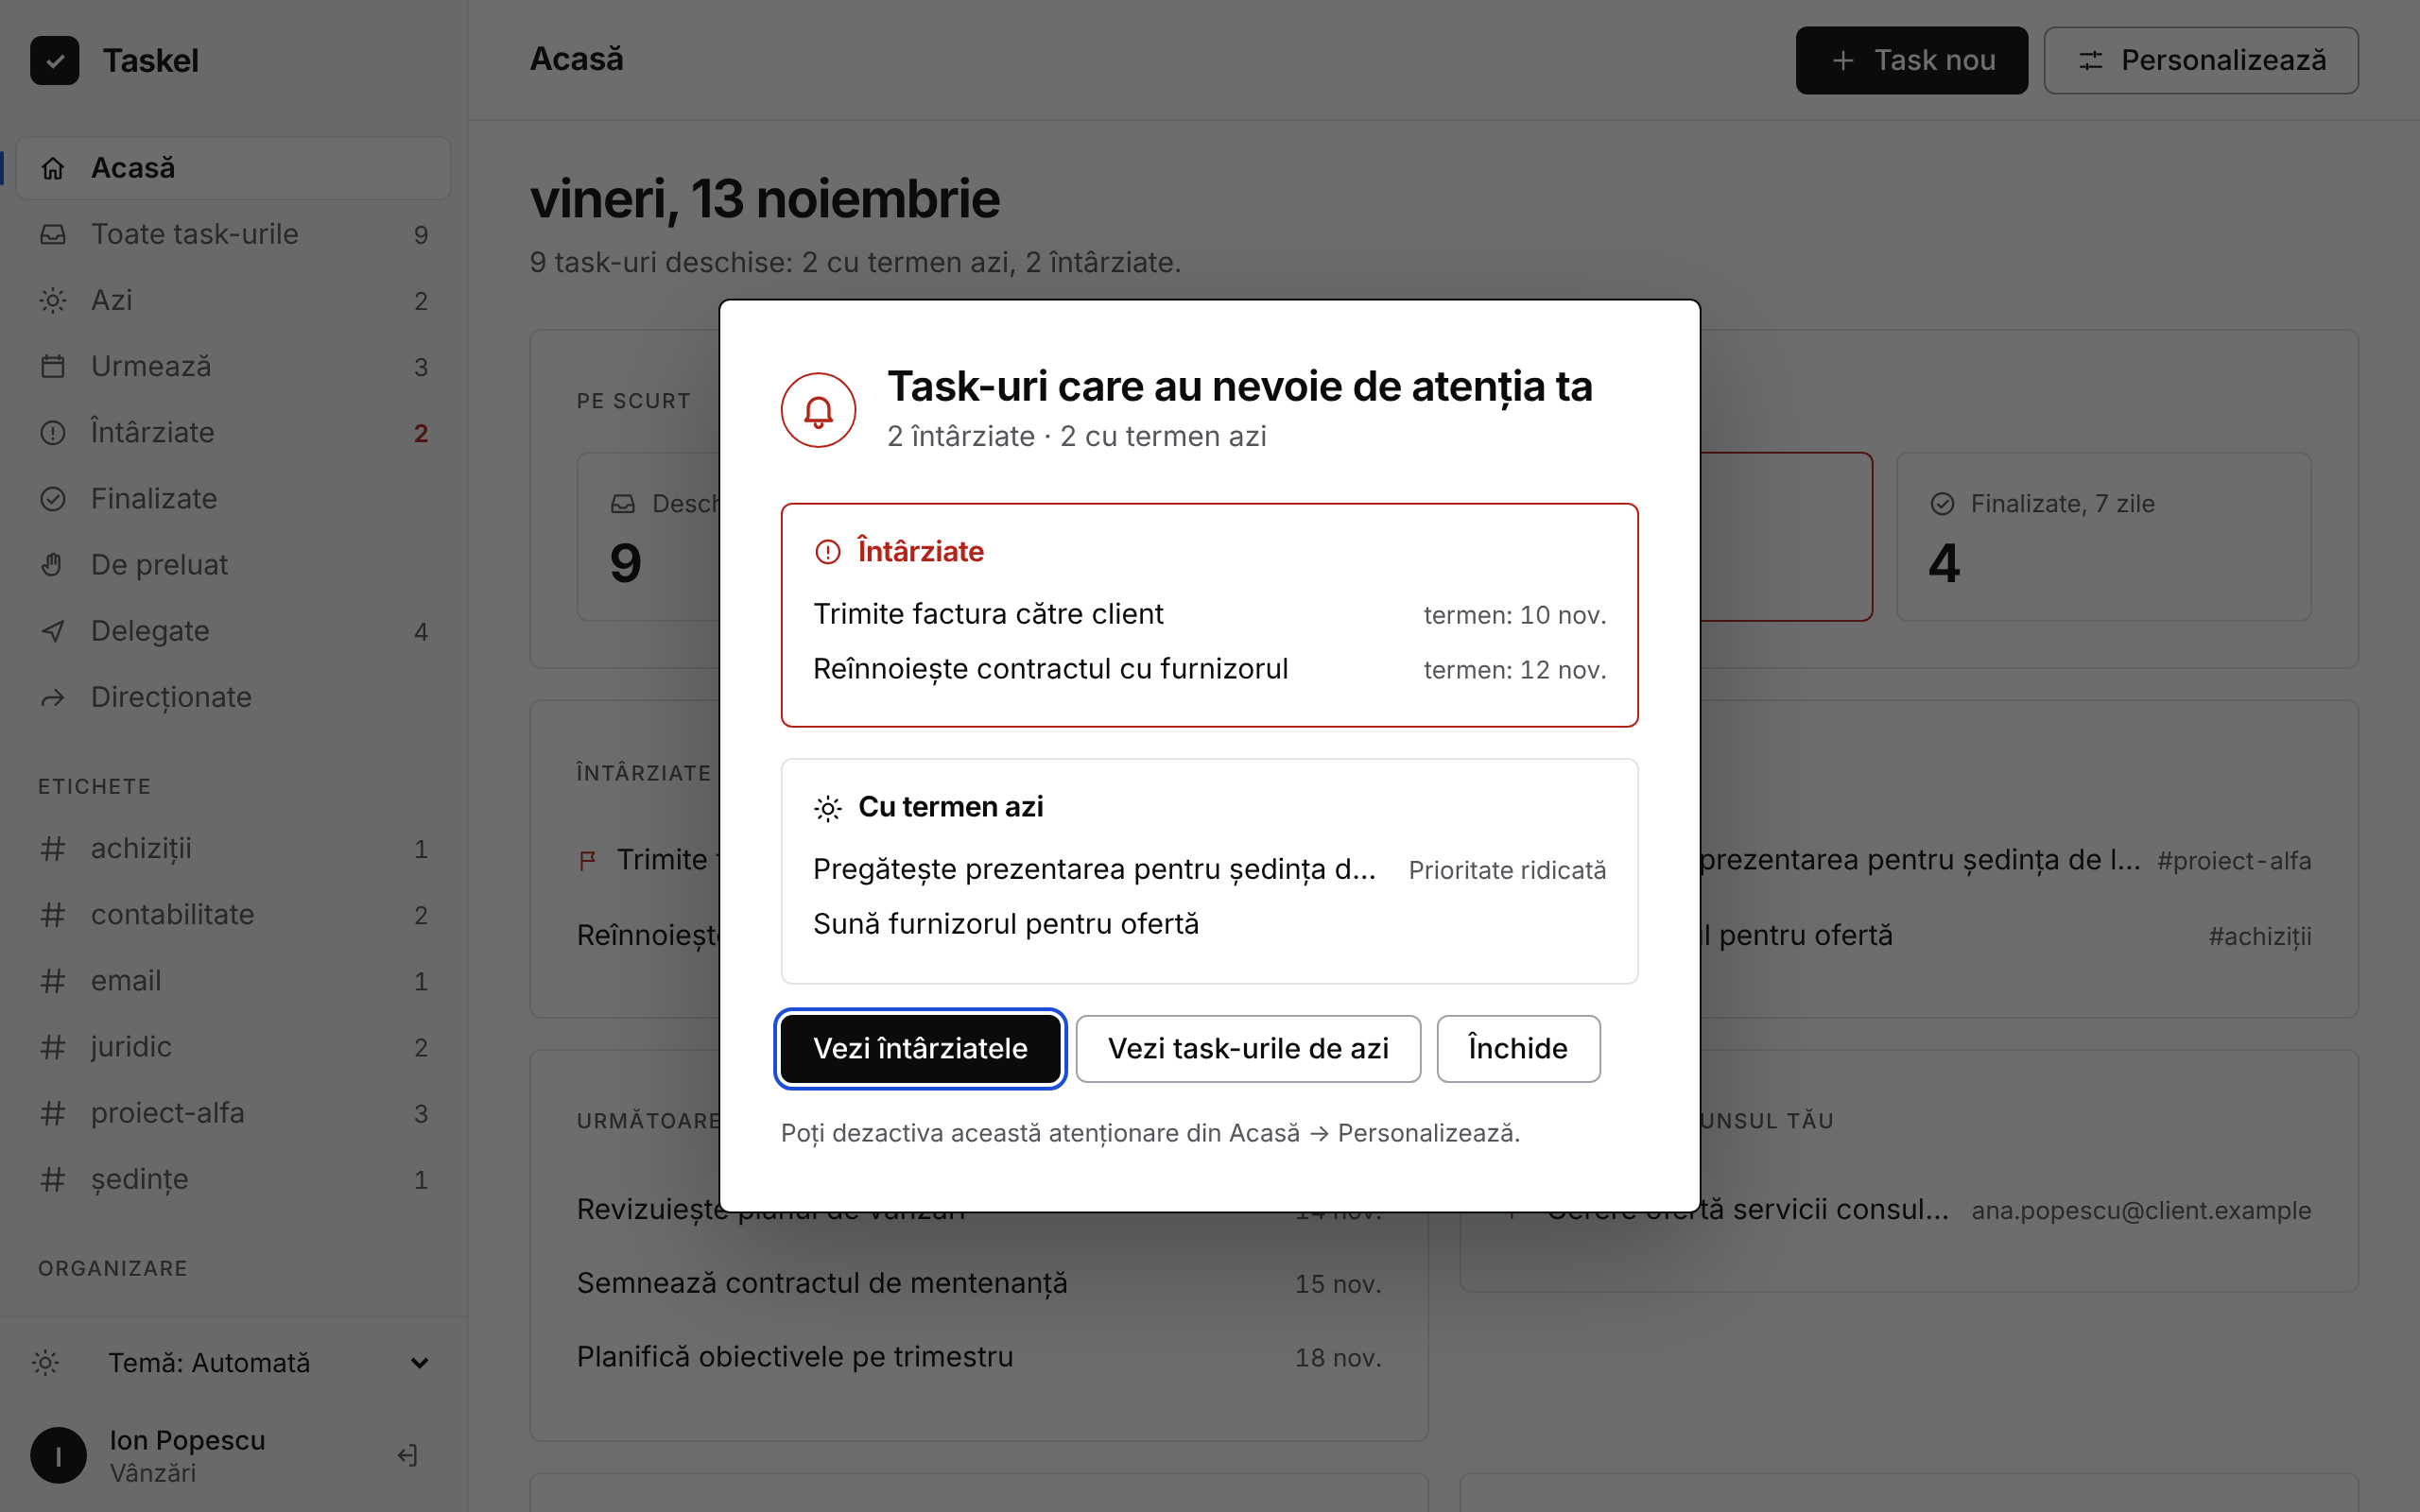 Taskel
Acasă
Toate task-urile 9
Azi 2
Urmează 3
Întârziate 2
Finalizate
De preluat
Delegate 4
Direcționate
ETICHETE
# achiziții 1
# contabilitate 2
# email 1
# juridic 2
# proiect-alfa 3
# ședințe 1
ORGANIZARE
Temă: Automată
I
Ion Popescu
Vânzări
Acasă
+ Task nou
Personalizează
vineri, 13 noiembrie
9 task-uri deschise: 2 cu termen azi, 2 întârziate.
PE SCURT
9
Finalizate, 7 zile
4
ÎNTÂRZIATE
Trimite
prezentarea pentru ședința de l... #proiect-alfa
pentru ofertă #achiziții
Revizuiește planul de vânzări 14 nov.
Semnează contractul de mentenanță 15 nov.
Planifică obiectivele pe trimestru 18 nov.
TĂU
Cerere ofertă servicii consul... ana.popescu@client.example
Task-uri care au nevoie de atenția ta
2 întârziate · 2 cu termen azi
Întârziate
Trimite factura către client termen: 10 nov.
Reînnoiește contractul cu furnizorul termen: 12 nov.
Cu termen azi
Pregătește prezentarea pentru ședința d... Prioritate ridicată
Sună furnizorul pentru ofertă
Vezi întârziatele
Vezi task-urile de azi
Închide
Poți dezactiva această atenționare din Acasă → Personalizează.